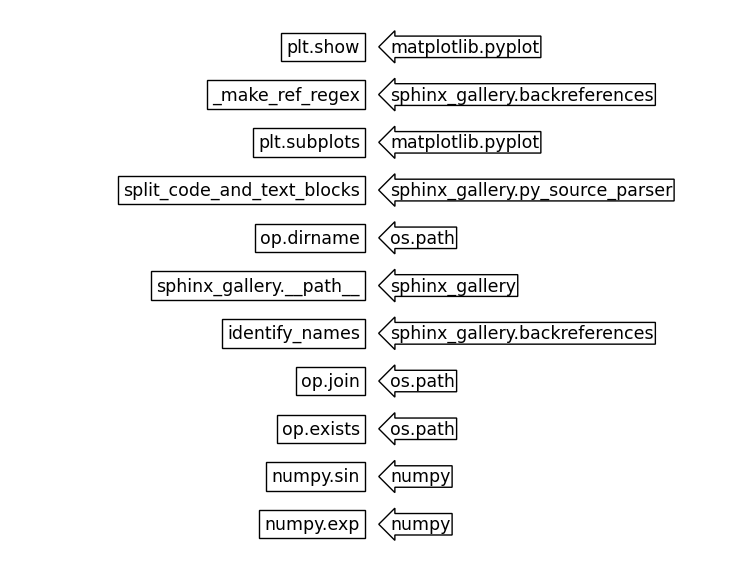 plt.show matplotlib.pyplot
_make_ref_regex sphinx_gallery.backreferences
plt.subplots matplotlib.pyplot
split_code_and_text_blocks sphinx_gallery.py_source_parser
op.dirname os.path
sphinx_gallery.__path__ sphinx_gallery
identify_names sphinx_gallery.backreferences
op.join os.path
op.exists os.path
numpy.sin numpy
numpy.exp numpy